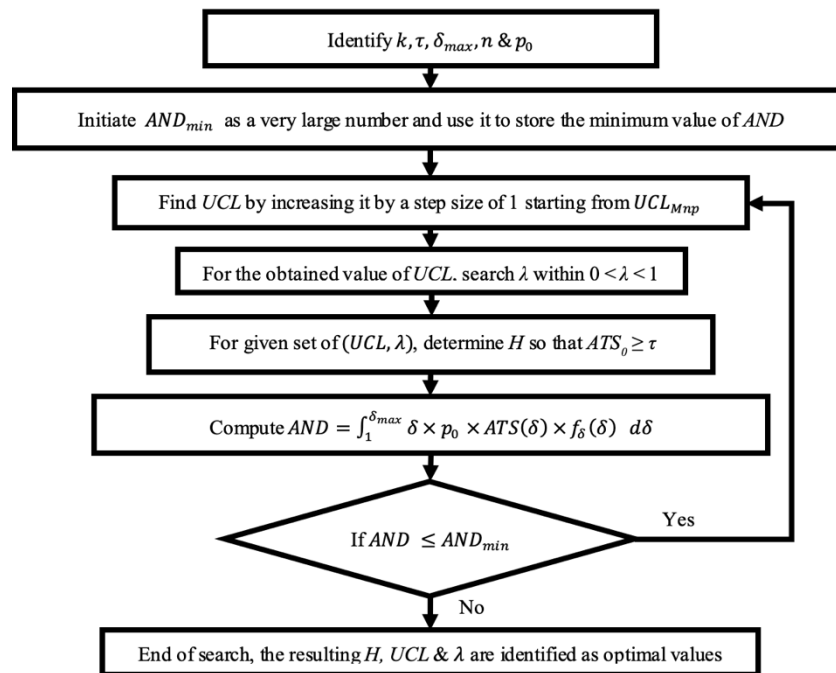 Identify k, τ, δ_max, n & p_0
Initiate AND_min as a very large number and use it to store the minimum value of AND
Find UCL by increasing it by a step size of 1 starting from UCL_Mnp
For the obtained value of UCL. search λ within 0 < λ < 1
For given set of (UCL, λ), determine H so that ATS_0 ≥ τ
Compute AND = ∫_1^{δ_max} δ × p_0 × ATS(δ) × f_δ(δ) dδ
If AND ≤ AND_min
Yes
No
End of search, the resulting H, UCL & λ are identified as optimal values